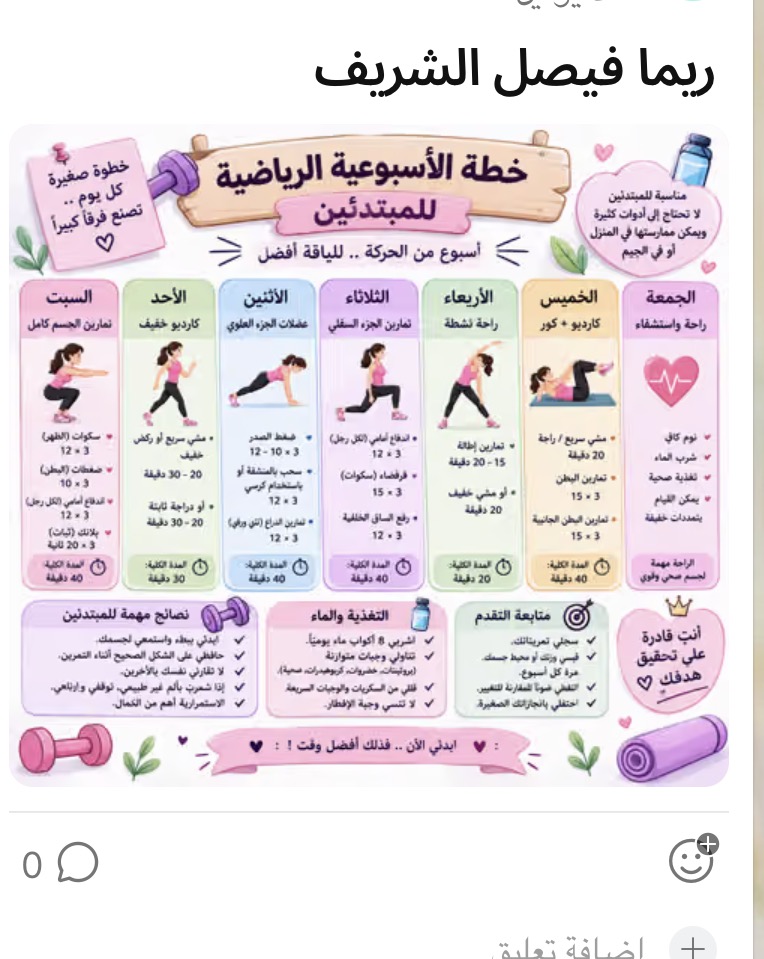 ريما فيصل الشريف
خطوة صغيرة
كل يوم ..
تصنع فرقاً كبيراً
خطة الأسبوعية الرياضية
للمبتدئين
أسبوع من الحركة .. للياقة أفضل
مناسبة للمبتدئين
لا تحتاج إلى أدوات كثيرة
ويمكن ممارستها في المنزل
أو في الجيم
السبت
تمارين الجسم كامل
سكوات (الظهر)
3 × 12
ضغطات (البطن)
3 × 10
اندفاع أمامي (لكل رجل)
3 × 12
بلانك (ثبات)
3 × 20 ثانية
المدة الكلية:
40 دقيقة
الأحد
كارديو خفيف
مشي سريع أو ركض
خفيف
20 – 30 دقيقة
أو دراجة ثابتة
20 – 30 دقيقة
المدة الكلية:
30 دقيقة
الأثنين
عضلات الجزء العلوي
ضغط الصدر
3 × 10 – 12
سحب بالمنشفة أو
باستخدام كرسي
3 × 12
تمارين الذراع
3 × 12
المدة الكلية:
40 دقيقة
الثلاثاء
تمارين الجزء السفلي
اندفاع أمامي (لكل رجل)
3 × 12
قرفصاء (سكوات)
3 × 15
رفع الساق الخلفية
3 × 12
المدة الكلية:
40 دقيقة
الأربعاء
راحة نشطة
تمارين إطالة
15 – 20 دقيقة
أو مشي خفيف
20 دقيقة
المدة الكلية:
20 دقيقة
الخميس
كارديو + كور
مشي سريع / راجة
20 دقيقة
تمارين البطن
3 × 15
تمارين البطن الجانبية
3 × 15
المدة الكلية:
40 دقيقة
الجمعة
راحة واستشفاء
نوم كافي
شرب الماء
تغذية صحية
يمكن القيام
بتمددات خفيفة
الراحة مهمة
لجسم صحي وقوي
نصائح مهمة للمبتدئين
ابدئي ببطء واستمعي لجسمك.
حافظي على الشكل الصحيح أثناء التمرين.
لا تقارني نفسك بالآخرين.
إذا شعرتِ بألم غير طبيعي، توقفي وارتاحي.
الاستمرارية أهم من الكمال.
التغذية والماء
اشربي 8 أكواب ماء يومياً.
تناولي وجبات متوازنة
(بروتينات، خضروات، كربوهيدرات، صحية).
قللي من السكريات والوجبات السريعة.
لا تنسي وجبة الإفطار.
متابعة التقدم
سجلي تمريناتك.
قيسي وزنك أو محيط جسمك
مرة كل أسبوع.
التقطي صوراً للمقارنة للتغيير.
احتفلي بانجازاتك الصغيرة.
أنتِ قادرة
على تحقيق
هدفك
ابدئي الآن .. فذلك أفضل وقت ! :
0
إضافة تعليق